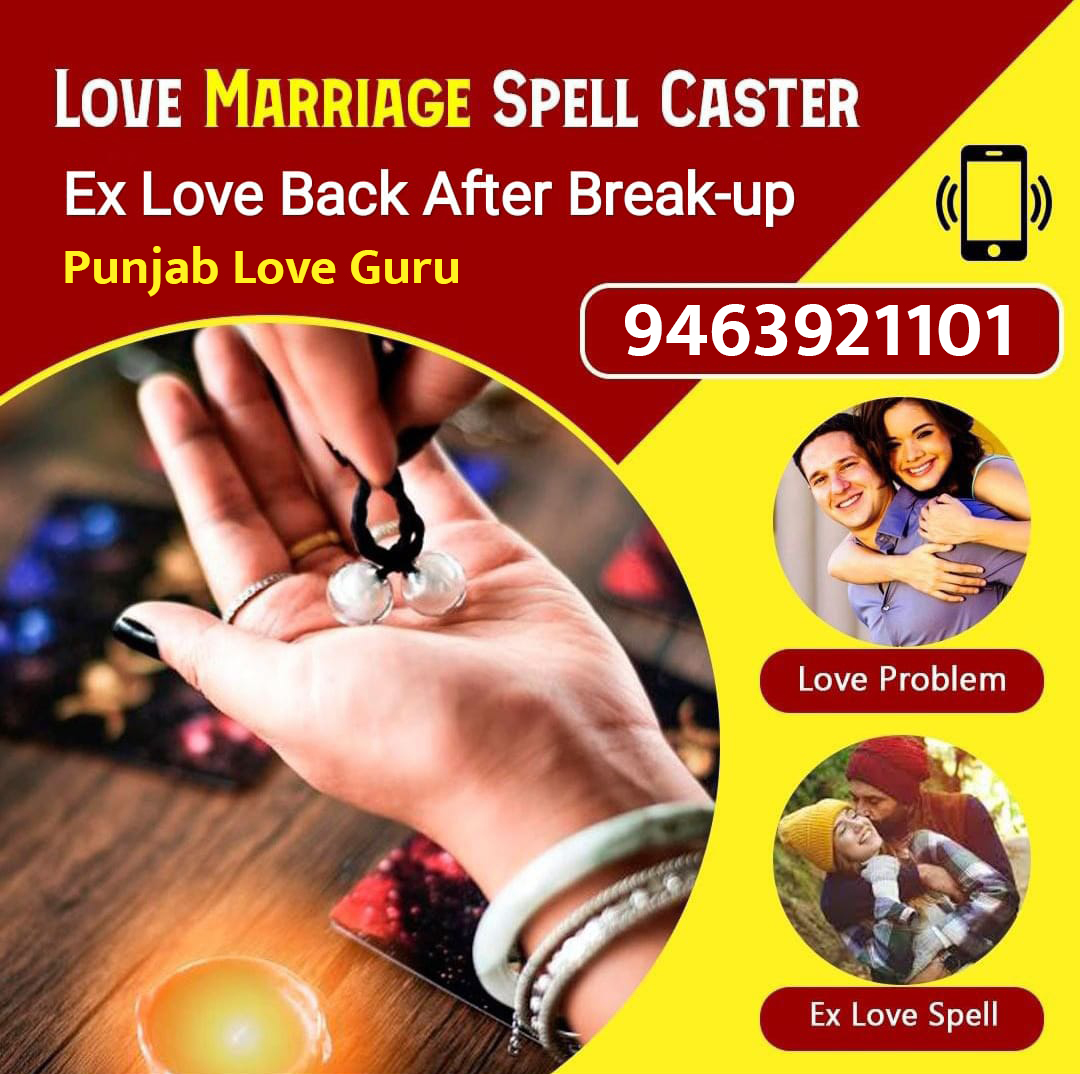 Love Marriage Spell Caster
Ex Love Back After Break-up
Punjab Love Guru
9463921101
Love Problem
Ex Love Spell